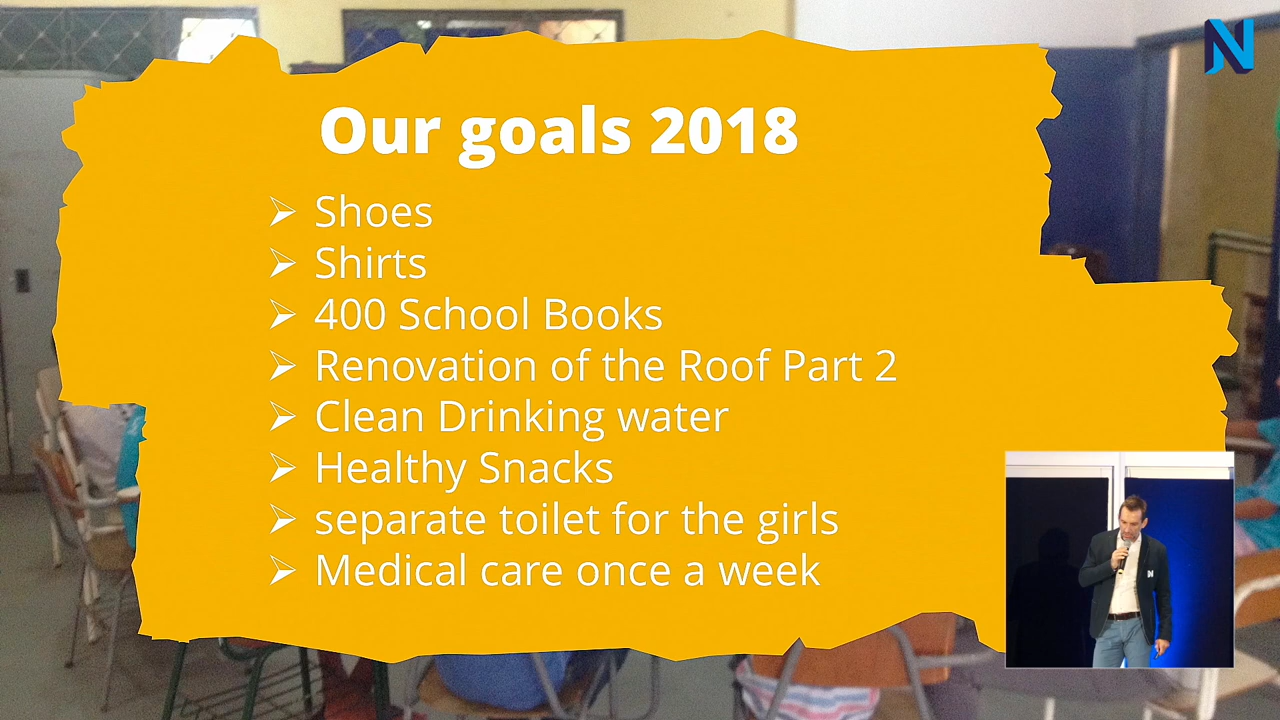 Our goals 2018
➢ Shoes
➢ Shirts
➢ 400 School Books
➢ Renovation of the Roof Part 2
➢ Clean Drinking water
➢ Healthy Snacks
➢ separate toilet for the girls
➢ Medical care once a week
N